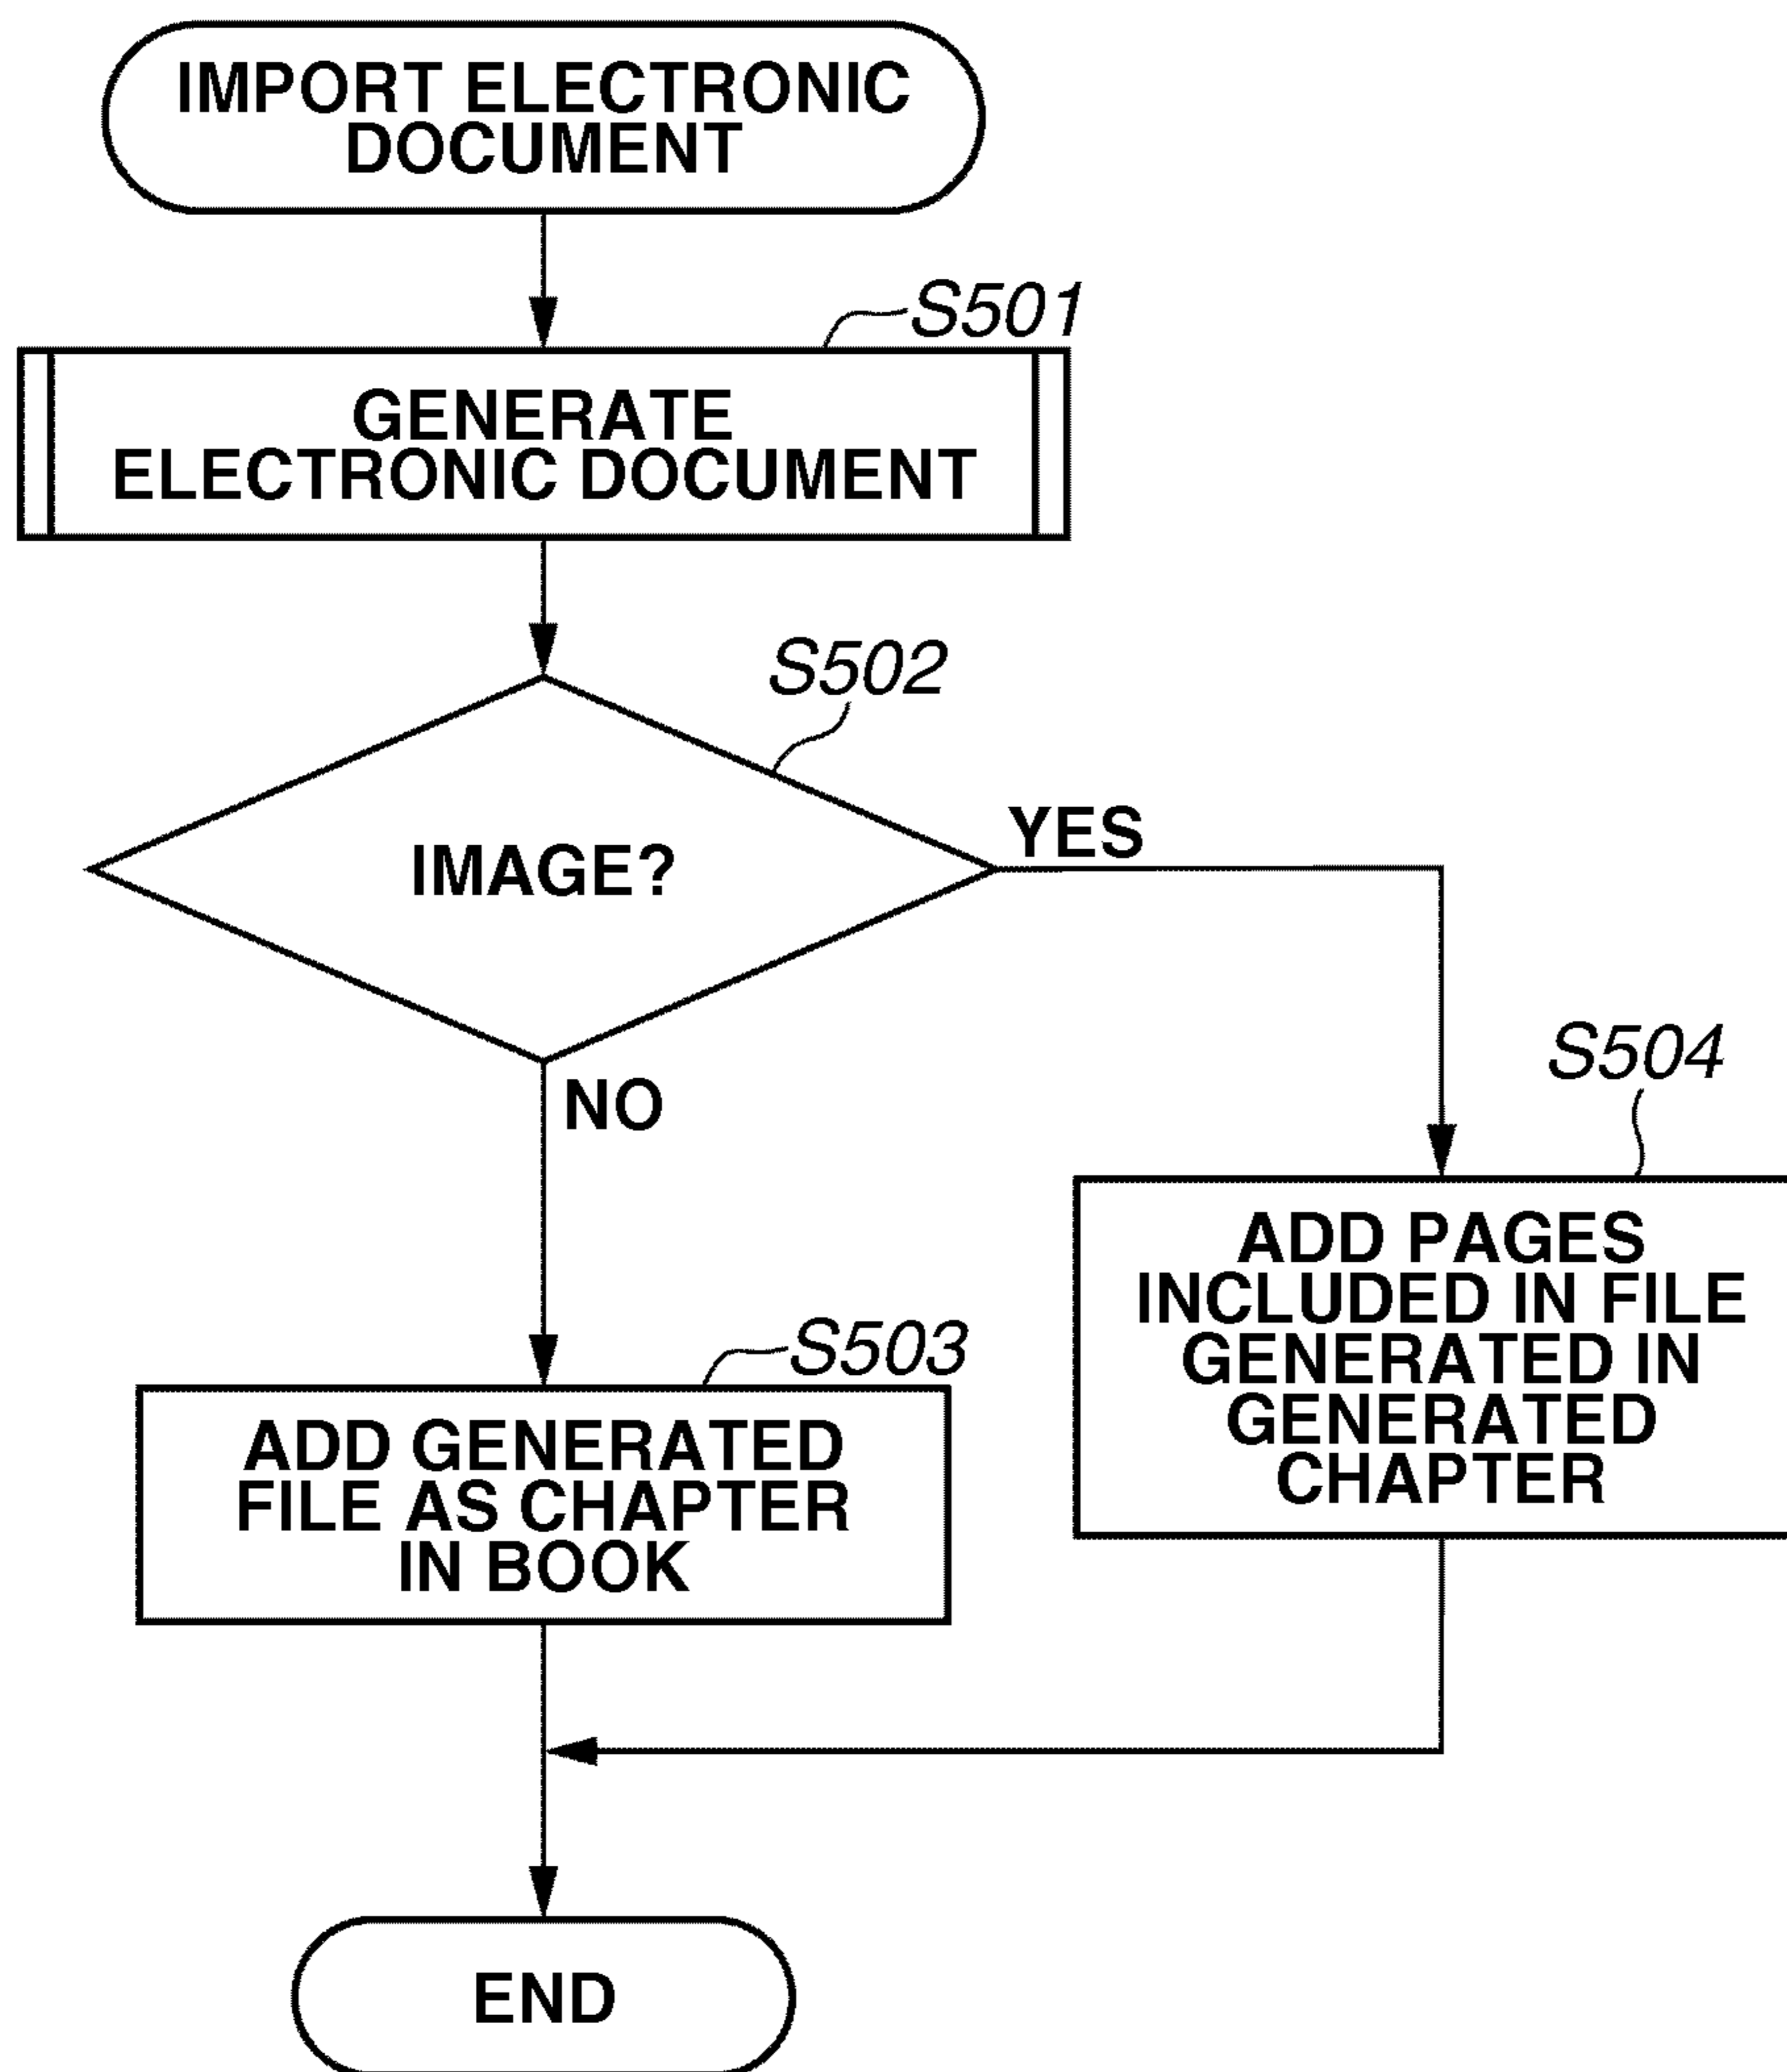 IMPORT ELECTRONIC
DOCUMENT
S501
GENERATE
ELECTRONIC DOCUMENT
S502
IMAGE?
YES
NO
S504
ADD PAGES
INCLUDED IN FILE
GENERATED IN
GENERATED
CHAPTER
S503
ADD GENERATED
FILE AS CHAPTER
IN BOOK
END